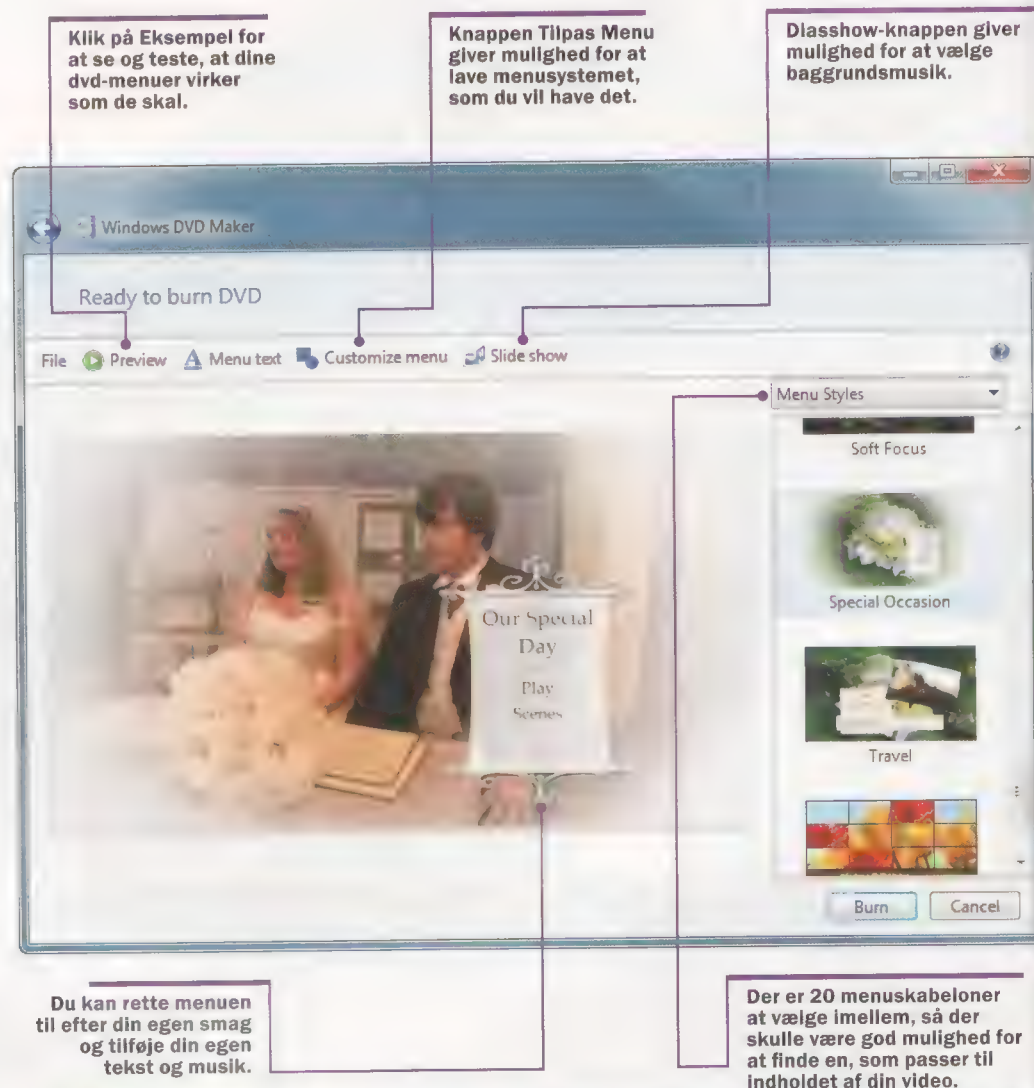 Klik på Eksempel for
at se og teste, at dine
dvd-menuer virker
som de skal.
Knappen Tilpas Menu
giver mulighed for at
lave menusystemet,
som du vil have det.
Diasshow-knappen giver
mulighed for at vælge
baggrundsmusik.
Windows DVD Maker
Ready to burn DVD
File Preview Menu text Customize menu Slide show
Menu Styles
Soft Focus
Special Occasion
Travel
Our Special
Day
Play
Scenes
Burn Cancel
Du kan rette menuen
til efter din egen smag
og tilføje din egen
tekst og musik.
Der er 20 menuskabeloner
at vælge imellem, så der
skulle være god mulighed for
at finde en, som passer til
indholdet af din video.